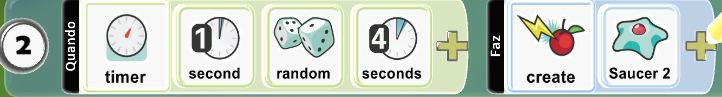 2
Quando
timer
1
second
random
4
seconds
Faz
create
Saucer 2